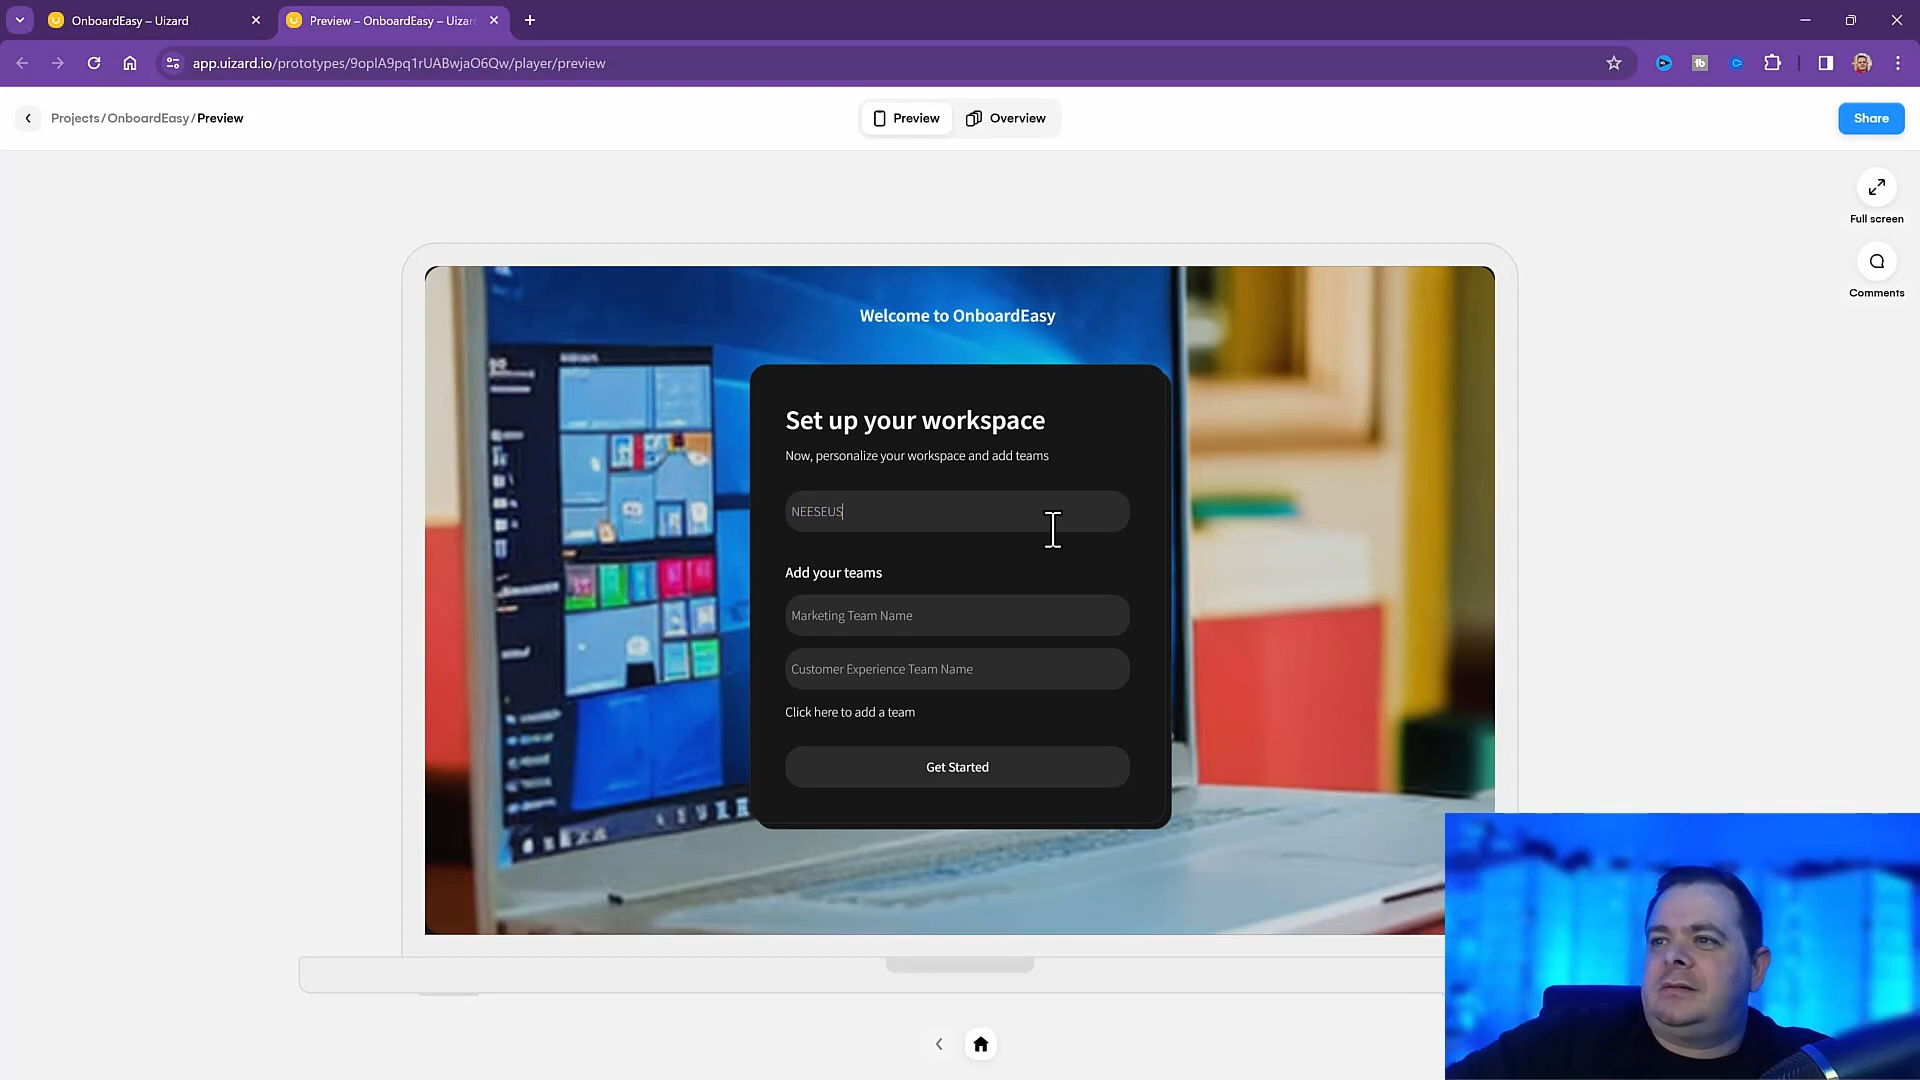 OnboardEasy – Uizard
Preview – OnboardEasy – Uizar
app.uizard.io/prototypes/9oplA9pq1rUABwjaO6Qw/player/preview
Projects/OnboardEasy/Preview
Preview
Overview
Share
Full screen
Comments
Welcome to OnboardEasy
Set up your workspace
Now, personalize your workspace and add teams
NEESEUS
Add your teams
Marketing Team Name
Customer Experience Team Name
Click here to add a team
Get Started